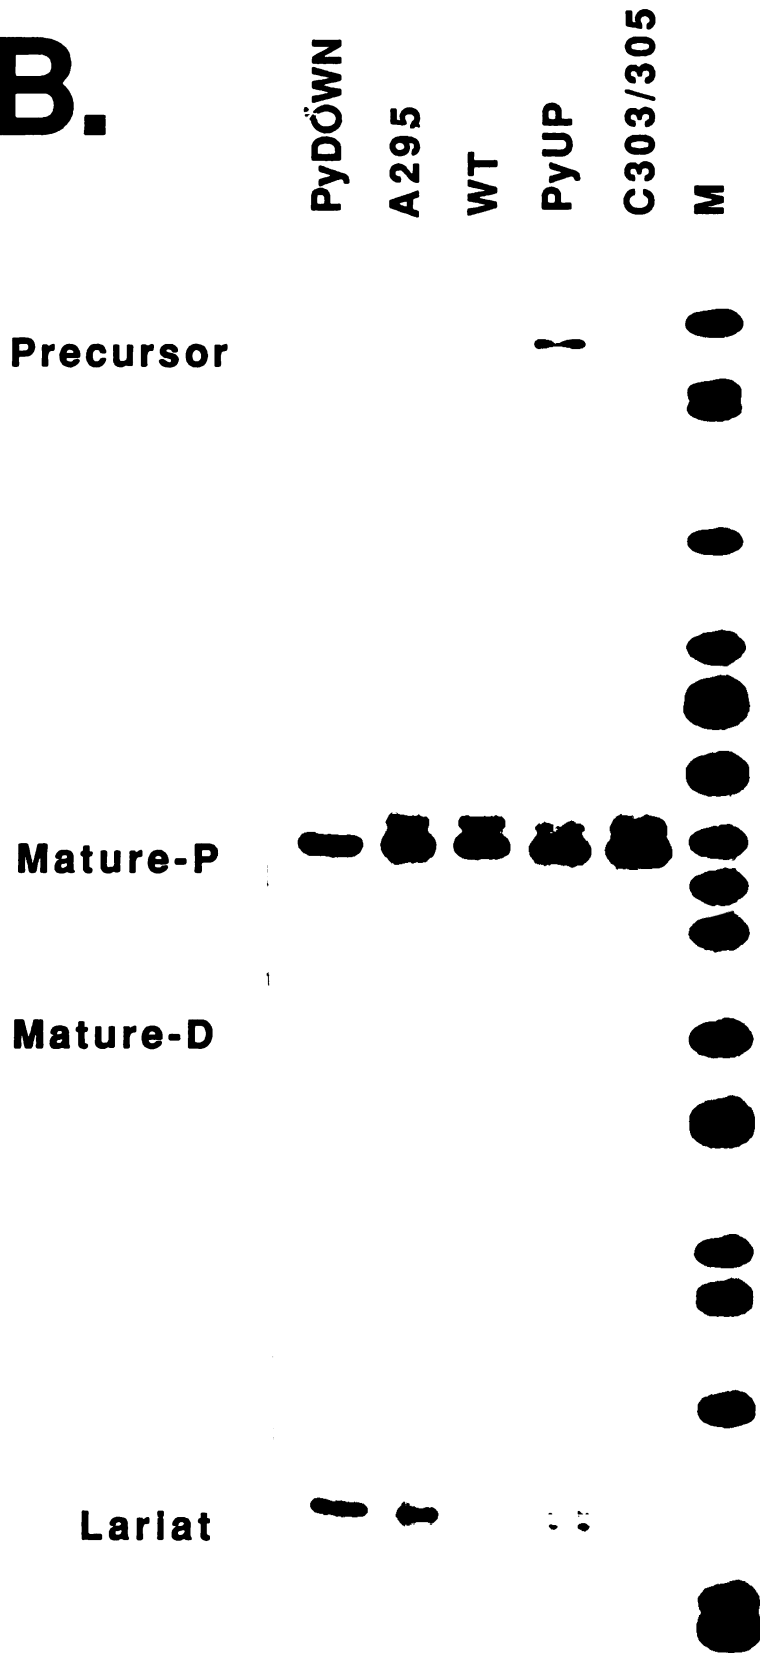 B.
PyDOWN
A295
WT
PyUP
C303/305
M
Precursor
Mature-P
Mature-D
Lariat